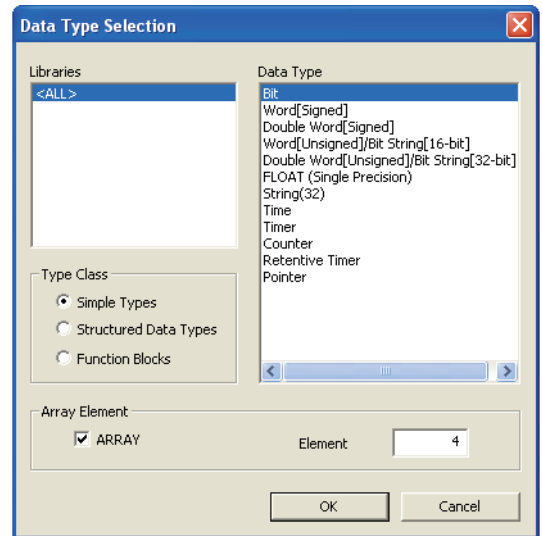 Data Type Selection
Libraries
<ALL>
Data Type
Bit
Word[Signed]
Double Word[Signed]
Word[Unsigned]/Bit String[16-bit]
Double Word[Unsigned]/Bit String[32-bit]
FLOAT (Single Precision)
String(32)
Time
Timer
Counter
Retentive Timer
Pointer
Type Class
Simple Types
Structured Data Types
Function Blocks
Array Element
ARRAY
Element
4
OK
Cancel